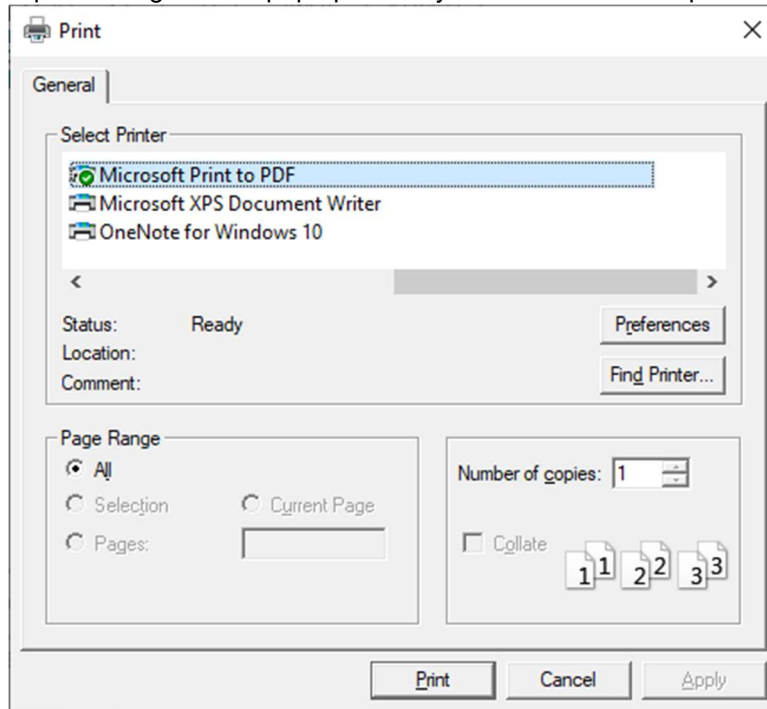 Print
General
Select Printer
Microsoft Print to PDF
Microsoft XPS Document Writer
OneNote for Windows 10
Status: Ready
Location:
Comment:
Preferences
Find Printer...
Page Range
All
Selection
Current Page
Pages:
Number of copies: 1
Collate
1 1 2 2 3 3
Print
Cancel
Apply